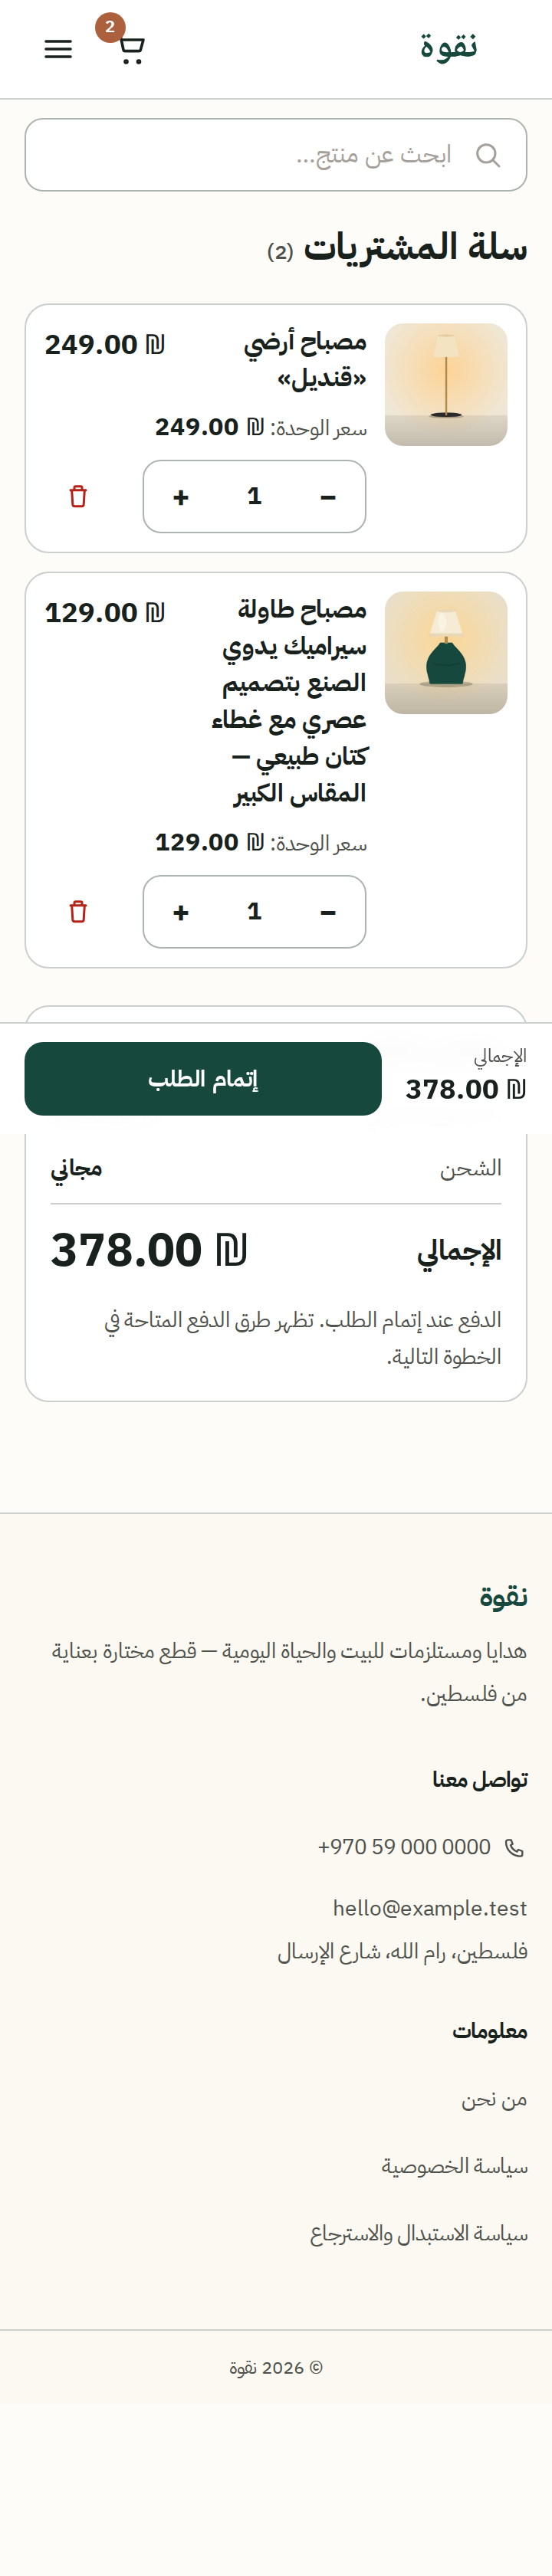 نقوة
2
ابحث عن منتج...
سلة المشتريات (2)
مصباح أرضي
«قنديل»
249.00 ₪
سعر الوحدة: 249.00 ₪
− 1 +
مصباح طاولة
سيراميك يدوي
الصنع بتصميم
عصري مع غطاء
كتان طبيعي —
المقاس الكبير
129.00 ₪
سعر الوحدة: 129.00 ₪
− 1 +
الإجمالي
378.00 ₪
إتمام الطلب
الشحن
مجاني
الإجمالي
378.00 ₪
الدفع عند إتمام الطلب. تظهر طرق الدفع المتاحة في
الخطوة التالية.
نقوة
هدايا ومستلزمات للبيت والحياة اليومية — قطع مختارة بعناية
من فلسطين.
تواصل معنا
+970 59 000 0000
hello@example.test
فلسطين، رام الله، شارع الإرسال
معلومات
من نحن
سياسة الخصوصية
سياسة الاستبدال والاسترجاع
© 2026 نقوة